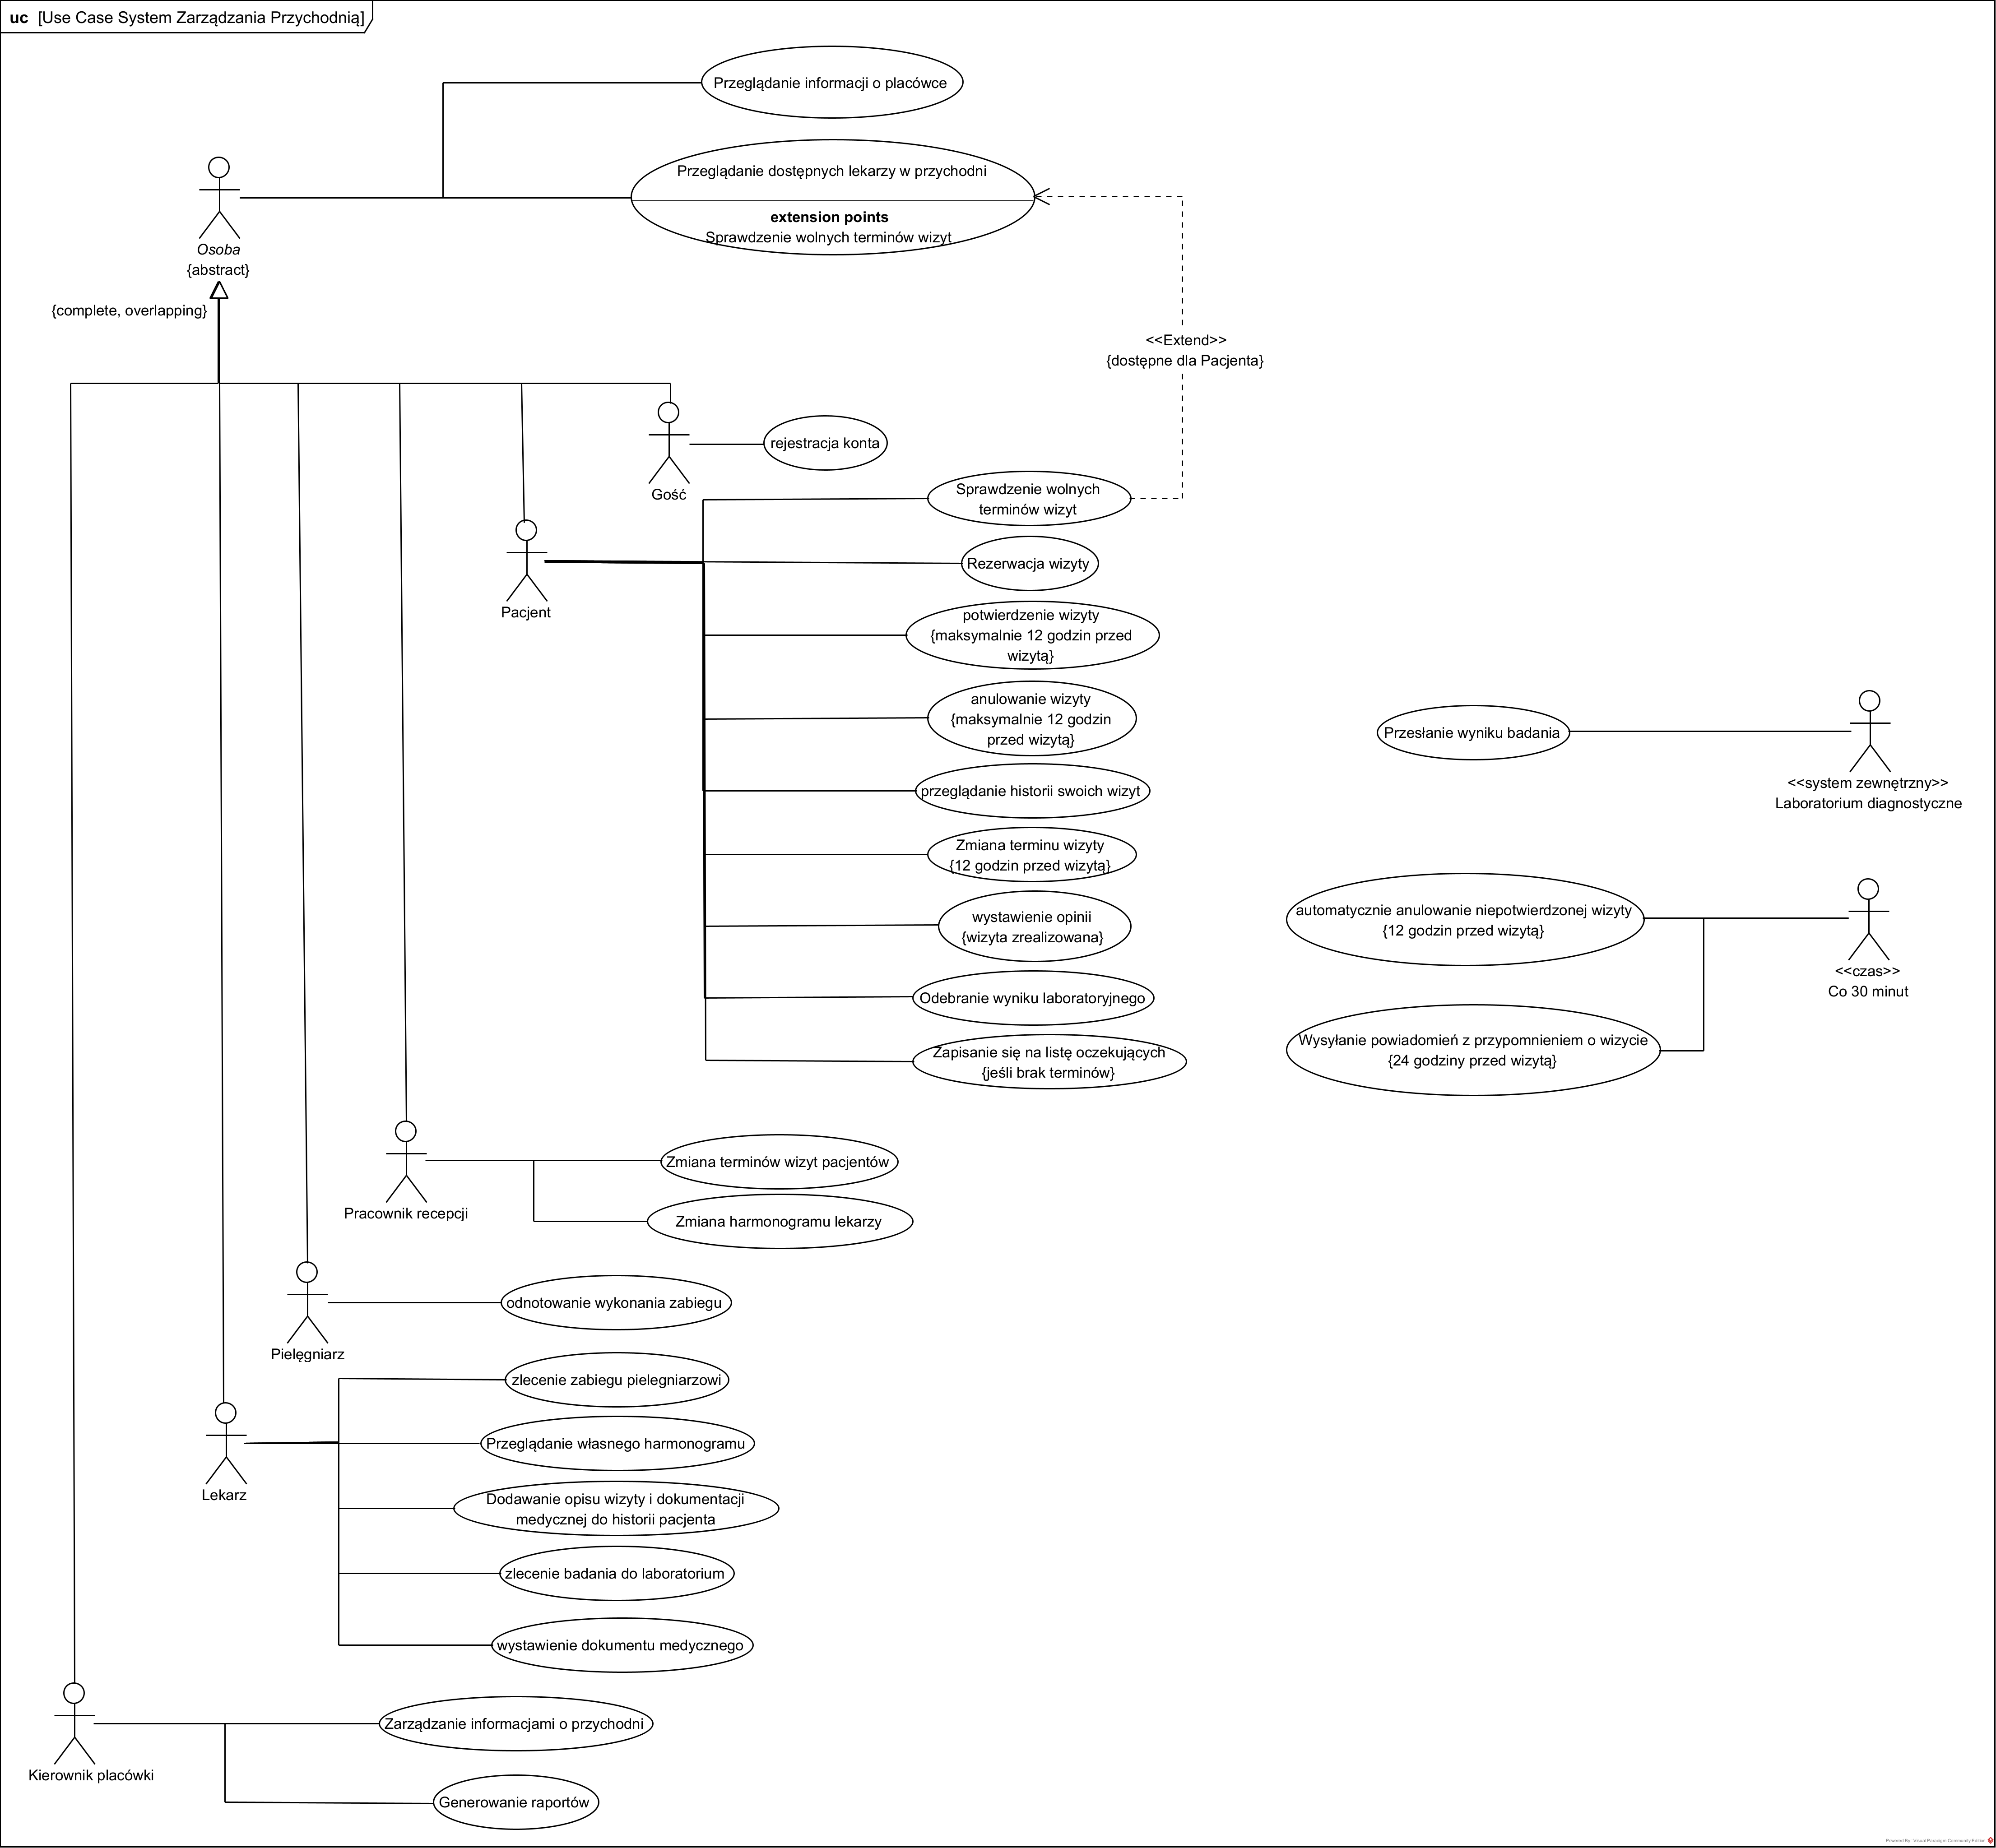 uc [Use Case System Zarządzania Przychodnią]
Przeglądanie informacji o placówce
Przeglądanie dostępnych lekarzy w przychodni
extension points
Sprawdzenie wolnych terminów wizyt
Osoba
{abstract}
{complete, overlapping}
<<Extend>>
{dostępne dla Pacjenta}
rejestracja konta
Gość
Sprawdzenie wolnych
terminów wizyt
Rezerwacja wizyty
Pacjent
potwierdzenie wizyty
{maksymalnie 12 godzin przed
wizytą}
anulowanie wizyty
{maksymalnie 12 godzin
przed wizytą}
Przesłanie wyniku badania
<<system zewnętrzny>>
Laboratorium diagnostyczne
przeglądanie historii swoich wizyt
Zmiana terminu wizyty
{12 godzin przed wizytą}
wystawienie opinii
{wizyta zrealizowana}
automatycznie anulowanie niepotwierdzonej wizyty
{12 godzin przed wizytą}
<<czas>>
Co 30 minut
Odebranie wyniku laboratoryjnego
Wysyłanie powiadomień z przypomnieniem o wizycie
{24 godziny przed wizytą}
Zapisanie się na listę oczekujących
{jeśli brak terminów}
Zmiana terminów wizyt pacjentów
Pracownik recepcji
Zmiana harmonogramu lekarzy
odnotowanie wykonania zabiegu
Pielęgniarz
zlecenie zabiegu pielegniarzowi
Przeglądanie własnego harmonogramu
Lekarz
Dodawanie opisu wizyty i dokumentacji
medycznej do historii pacjenta
zlecenie badania do laboratorium
wystawienie dokumentu medycznego
Zarządzanie informacjami o przychodni
Kierownik placówki
Generowanie raportów
Powered By: Visual Paradigm Community Edition